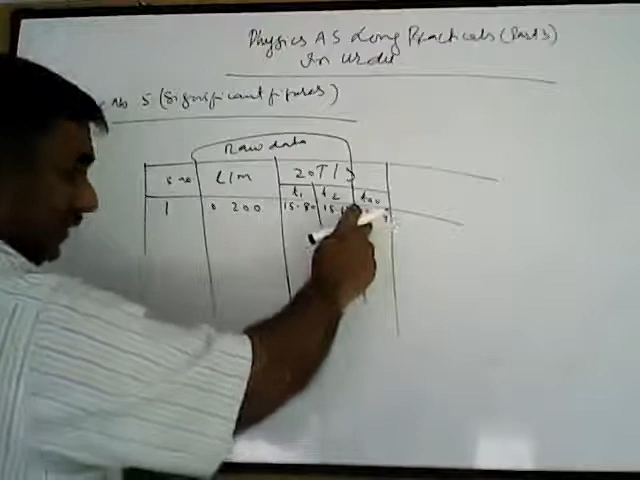 Physics AS Long Practicals (Part 3)
In Urdu
No 5 (Significant figures)
Raw data
S no L/m 20T/s
t1 t2 tav
1 0.200 15.80